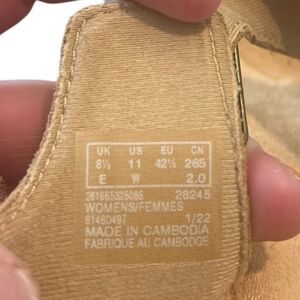 UK US EU CN
8½ 11 42½ 265
E W 2.0
261665325085 28245
WOMENS/FEMMES
61460497 1/22
MADE IN CAMBODIA
FABRIQUE AU CAMBODGE